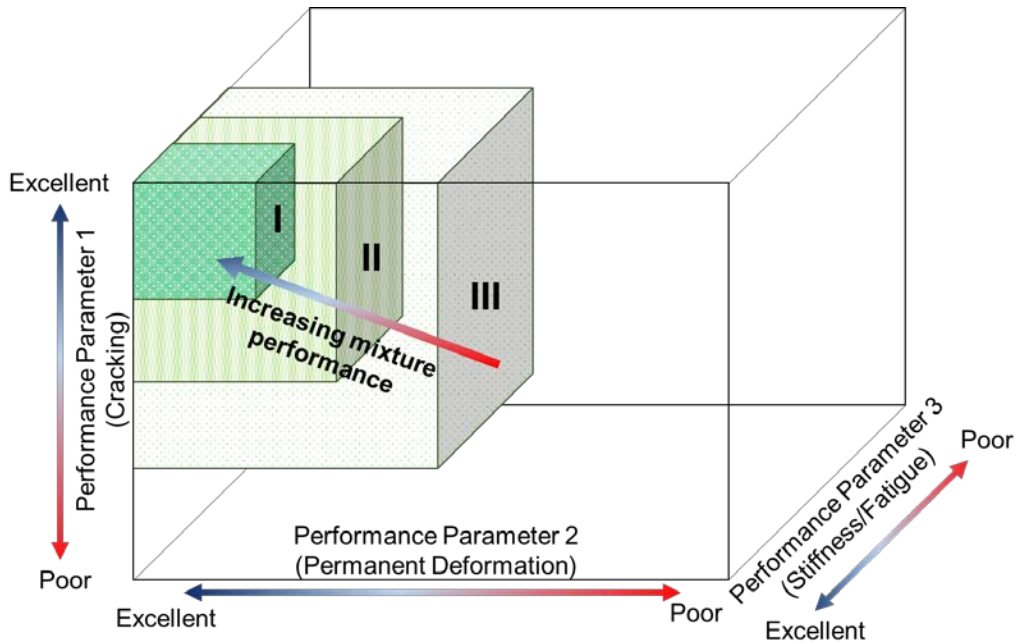 Excellent
Performance Parameter 1
(Cracking)
Poor
I
II
III
Increasing mixture
performance
Performance Parameter 2
(Permanent Deformation)
Excellent
Poor
Performance Parameter 3
(Stiffness/Fatigue)
Poor
Excellent